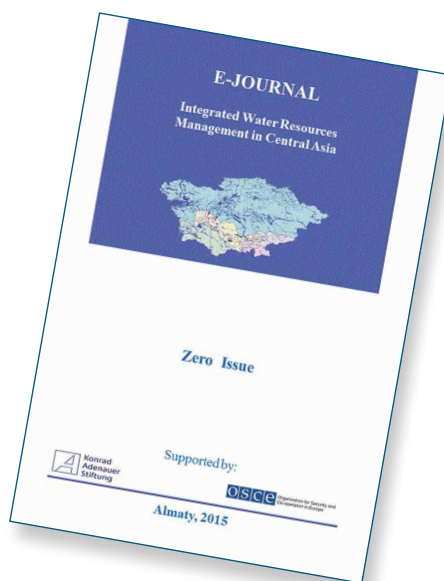 E-JOURNAL
Integrated Water Resources
Management in Central Asia
Zero Issue
Supported by:
Konrad
Adenauer
Stiftung
OSCE Organization for Security and
Co-operation in Europe
Almaty, 2015